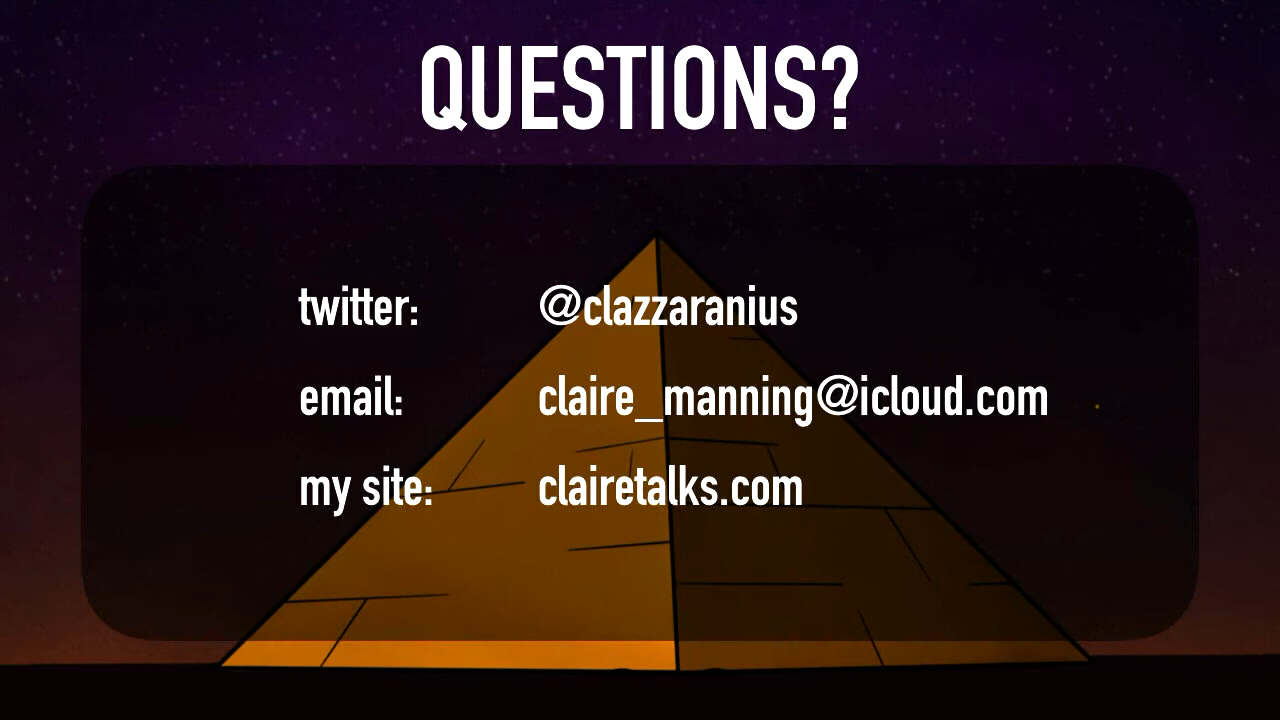 QUESTIONS?
twitter: @clazzaranius
email: claire_manning@icloud.com
my site: clairetalks.com